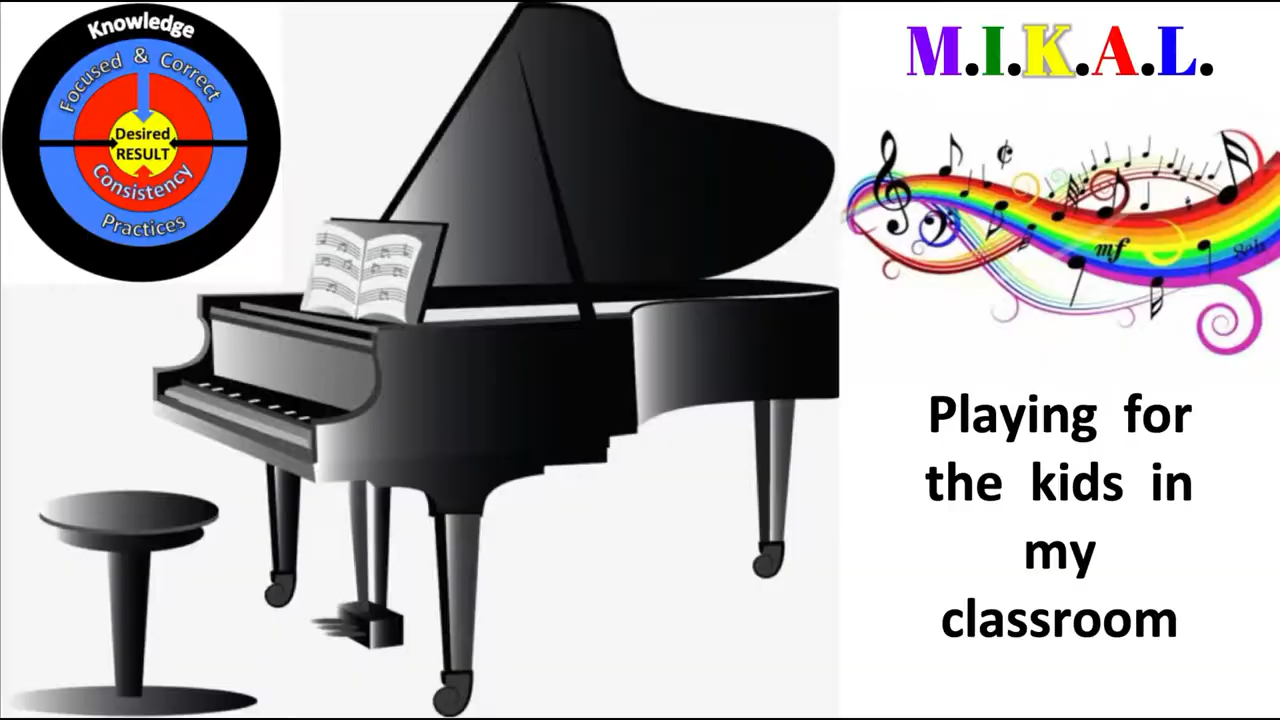 Knowledge
Focused & Correct
Desired
RESULT
Consistency
Practices
M.I.K.A.L.
mf
Playing for
the kids in
my
classroom